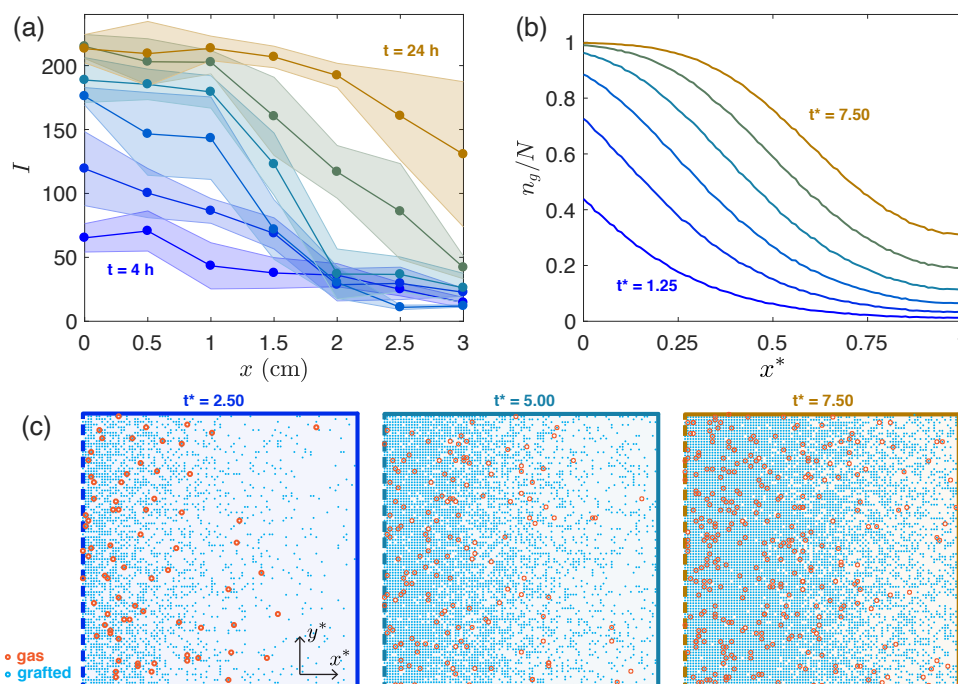 (a)
t = 24 h
t = 4 h
I
200
150
100
50
0
0 0.5 1 1.5 2 2.5 3
x (cm)
(b)
t* = 7.50
t* = 1.25
n_g/N
1
0.8
0.6
0.4
0.2
0
0 0.25 0.5 0.75 1
x*
(c)
t* = 2.50
t* = 5.00
t* = 7.50
y*
x*
gas
grafted